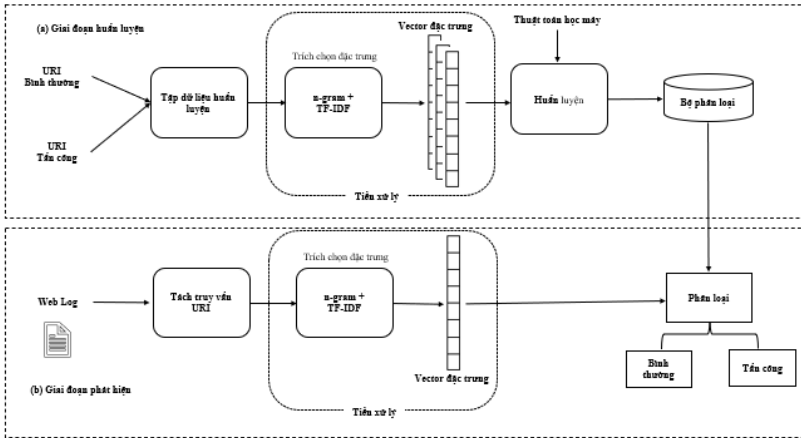 (a) Giai đoạn huấn luyện
URI
Bình thường
URI
Tấn công
Tập dữ liệu huấn
luyện
Trích chọn đặc trưng
n-gram +
TF-IDF
Vector đặc trưng
Tiền xử lý
Thuật toán học máy
Huấn luyện
Bộ phân loại
Web Log
Tách truy vấn
URI
Trích chọn đặc trưng
n-gram +
TF-IDF
Vector đặc trưng
Tiền xử lý
Phân loại
Bình
thường
Tấn công
(b) Giai đoạn phát hiện